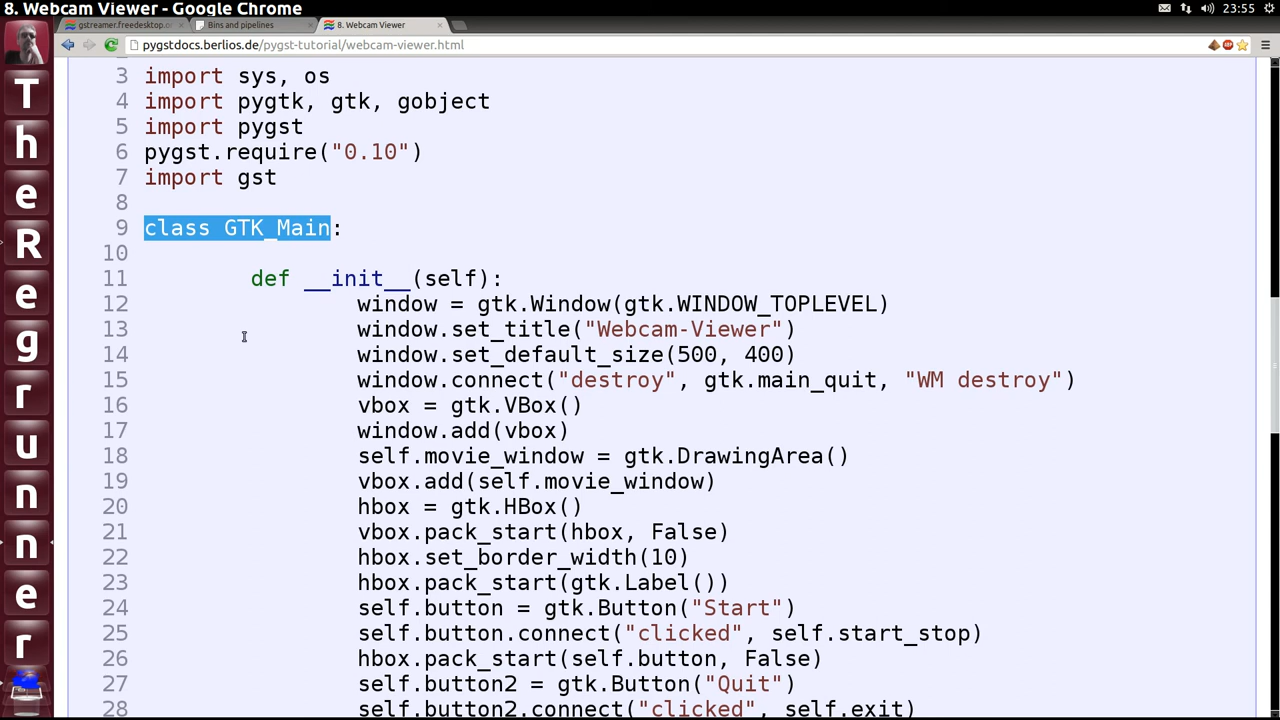 8. Webcam Viewer - Google Chrome
23:55
gstreamer.freedesktop.o
Bins and pipelines
8. Webcam Viewer
pygstdocs.berlios.de/pygst-tutorial/webcam-viewer.html
3 import sys, os
4 import pygtk, gtk, gobject
5 import pygst
6 pygst.require("0.10")
7 import gst
8
9 class GTK_Main:
10
11 def __init__(self):
12 window = gtk.Window(gtk.WINDOW_TOPLEVEL)
13 window.set_title("Webcam-Viewer")
14 window.set_default_size(500, 400)
15 window.connect("destroy", gtk.main_quit, "WM destroy")
16 vbox = gtk.VBox()
17 window.add(vbox)
18 self.movie_window = gtk.DrawingArea()
19 vbox.add(self.movie_window)
20 hbox = gtk.HBox()
21 vbox.pack_start(hbox, False)
22 hbox.set_border_width(10)
23 hbox.pack_start(gtk.Label())
24 self.button = gtk.Button("Start")
25 self.button.connect("clicked", self.start_stop)
26 hbox.pack_start(self.button, False)
27 self.button2 = gtk.Button("Quit")
28 self.button2.connect("clicked", self.exit)
T
h
e
R
e
g
r
u
n
n
e
r